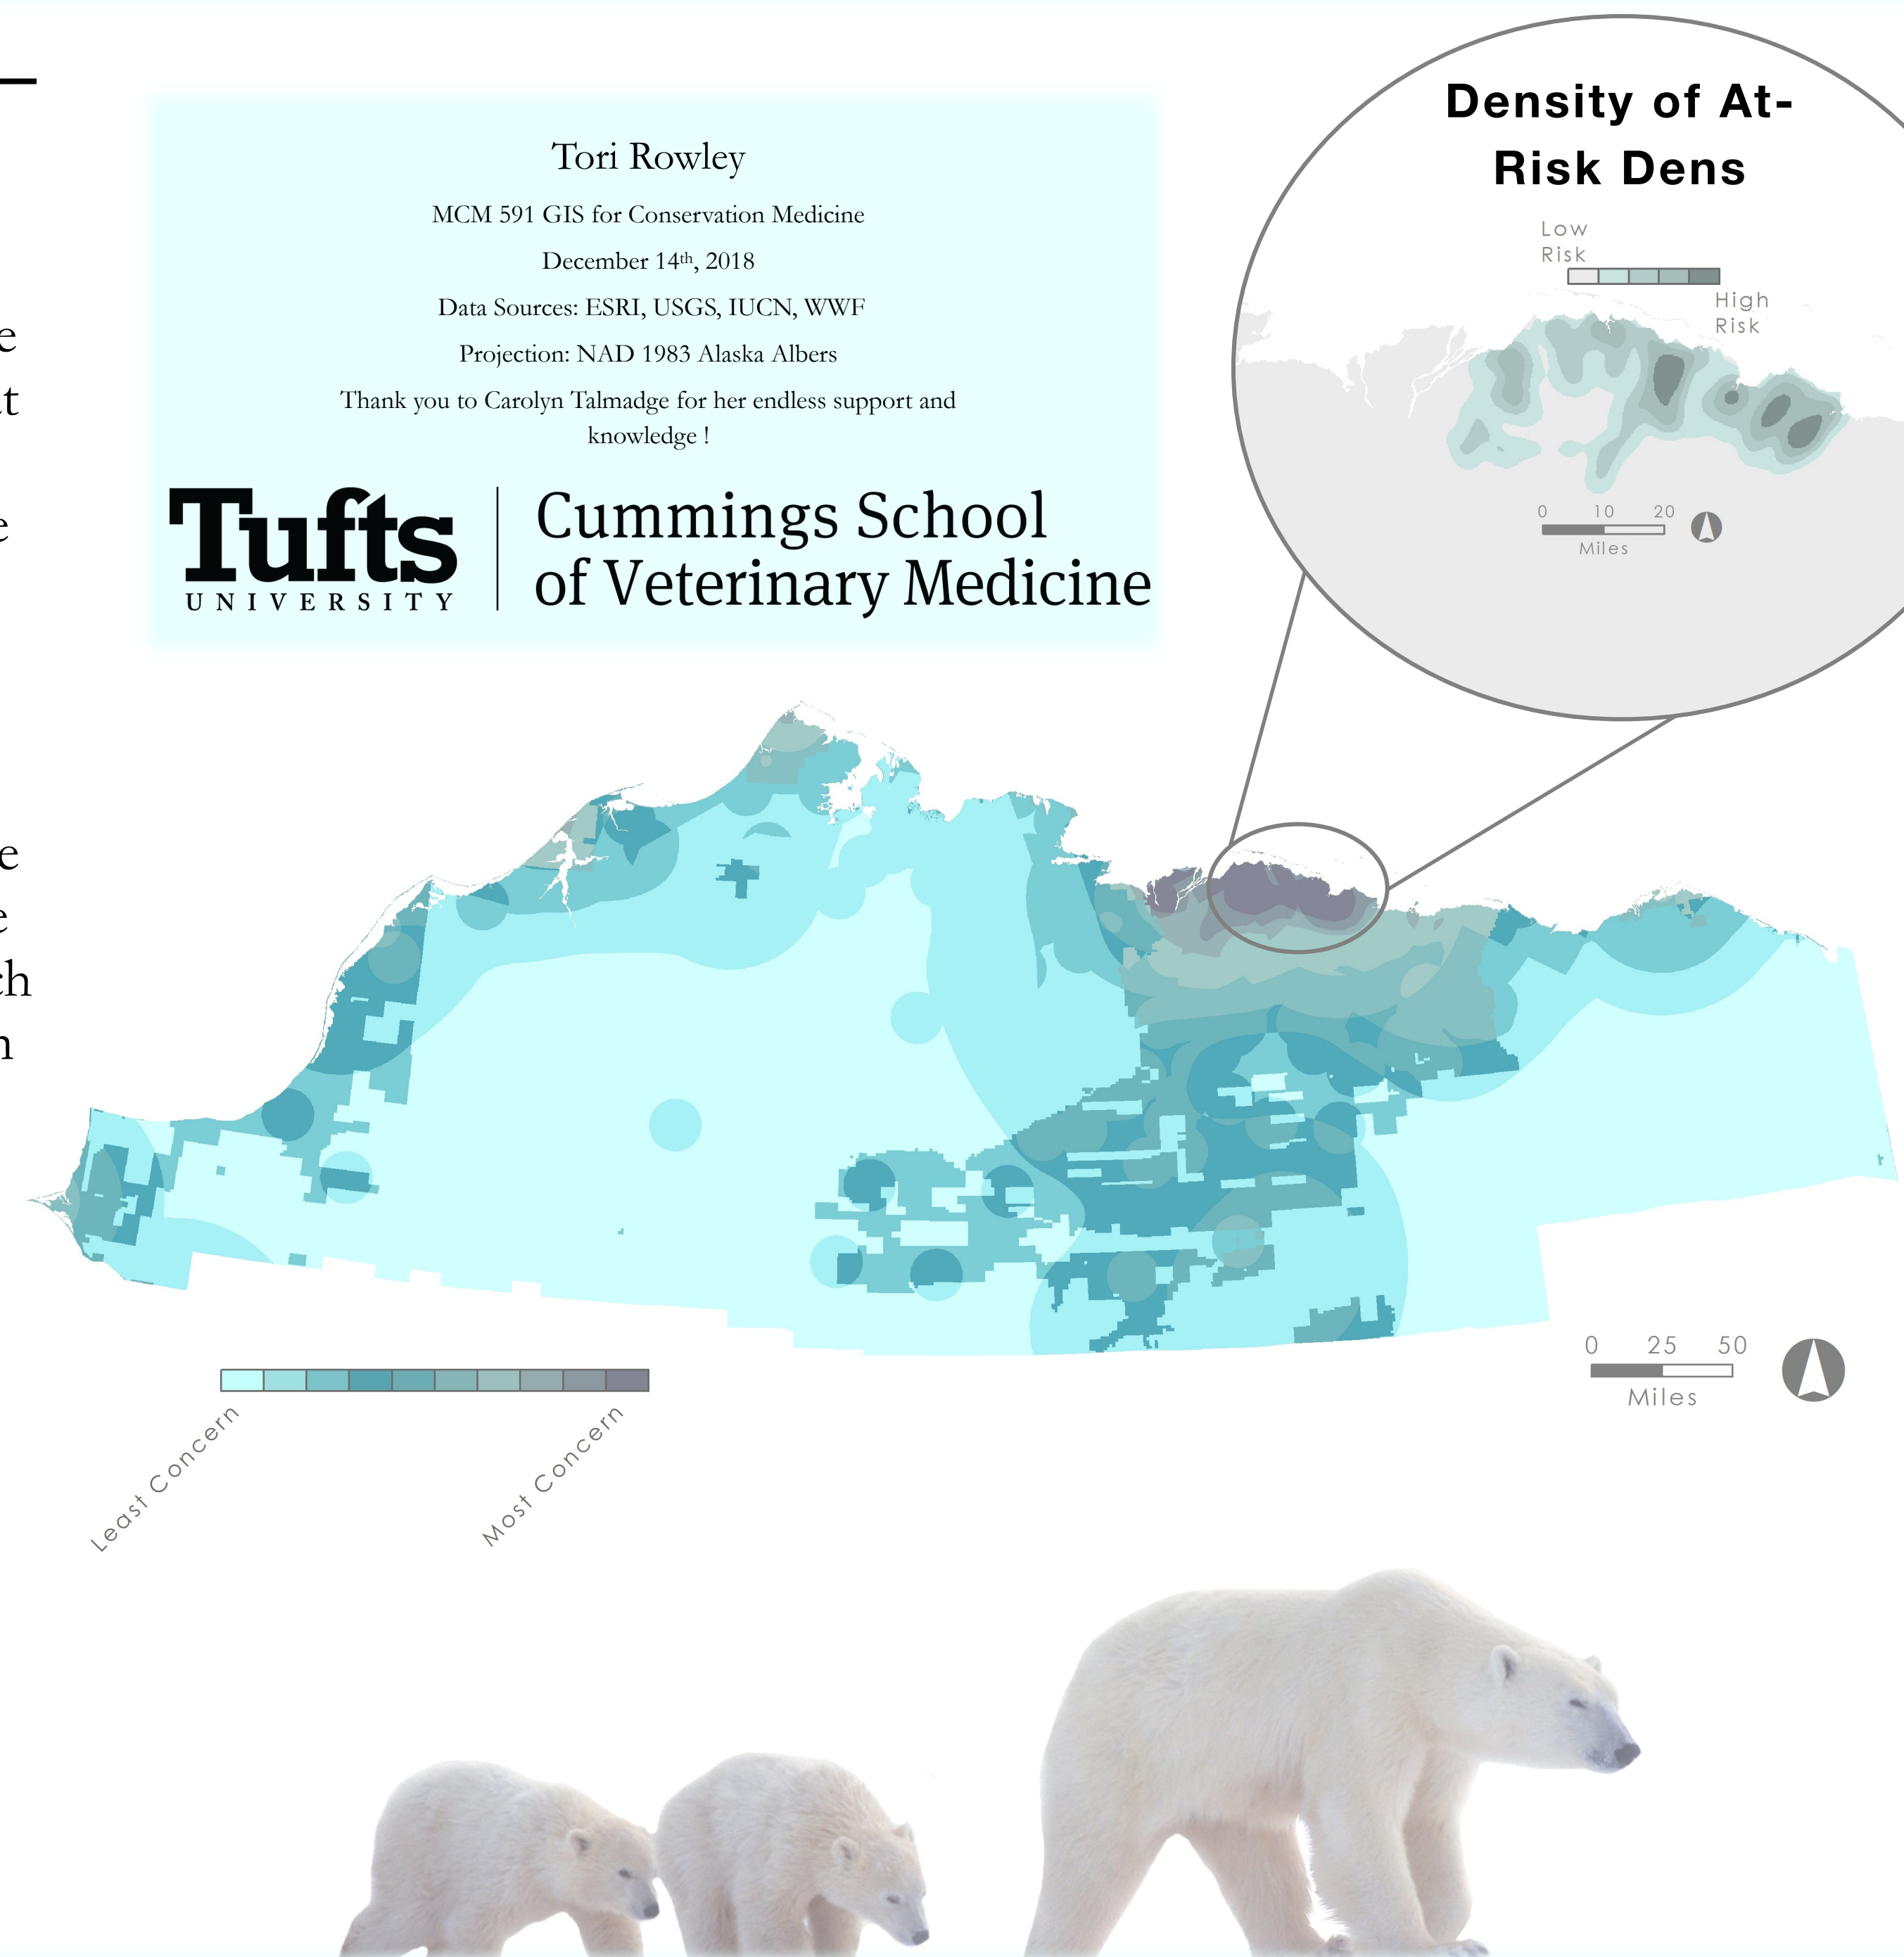 Tori Rowley
MCM 591 GIS for Conservation Medicine
December 14th, 2018
Data Sources: ESRI, USGS, IUCN, WWF
Projection: NAD 1983 Alaska Albers
Thank you to Carolyn Talmadge for her endless support and
knowledge !
Tufts
UNIVERSITY
Cummings School
of Veterinary Medicine
Density of At-
Risk Dens
Low
Risk
High
Risk
0 10 20
Miles
0 25 50
Miles
Least Concern
Most Concern